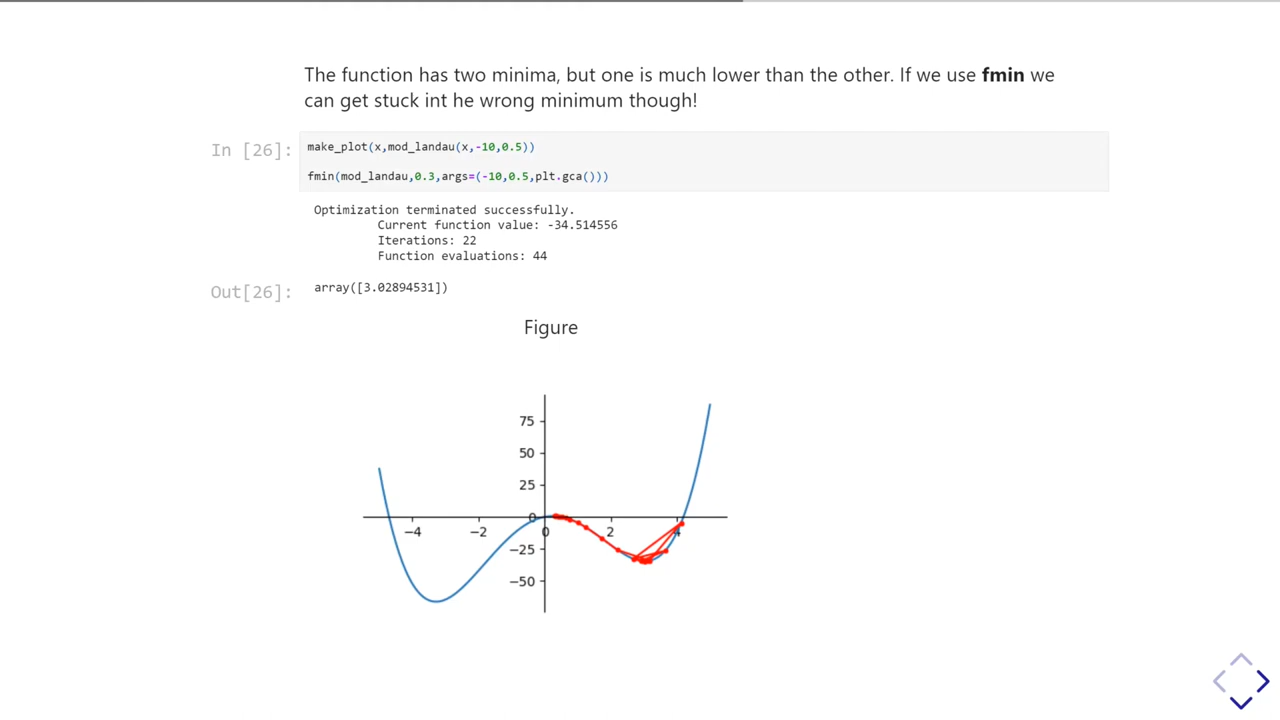 The function has two minima, but one is much lower than the other. If we use fmin we
can get stuck int he wrong minimum though!
In [26]:
make_plot(x,mod_landau(x,-10,0.5))
fmin(mod_landau,0.3,args=(-10,0.5,plt.gca()))
Optimization terminated successfully.
Current function value: -34.514556
Iterations: 22
Function evaluations: 44
Out[26]:
array([3.02894531])
Figure
75
50
25
0
−4 −2 0 2 4
−25
−50